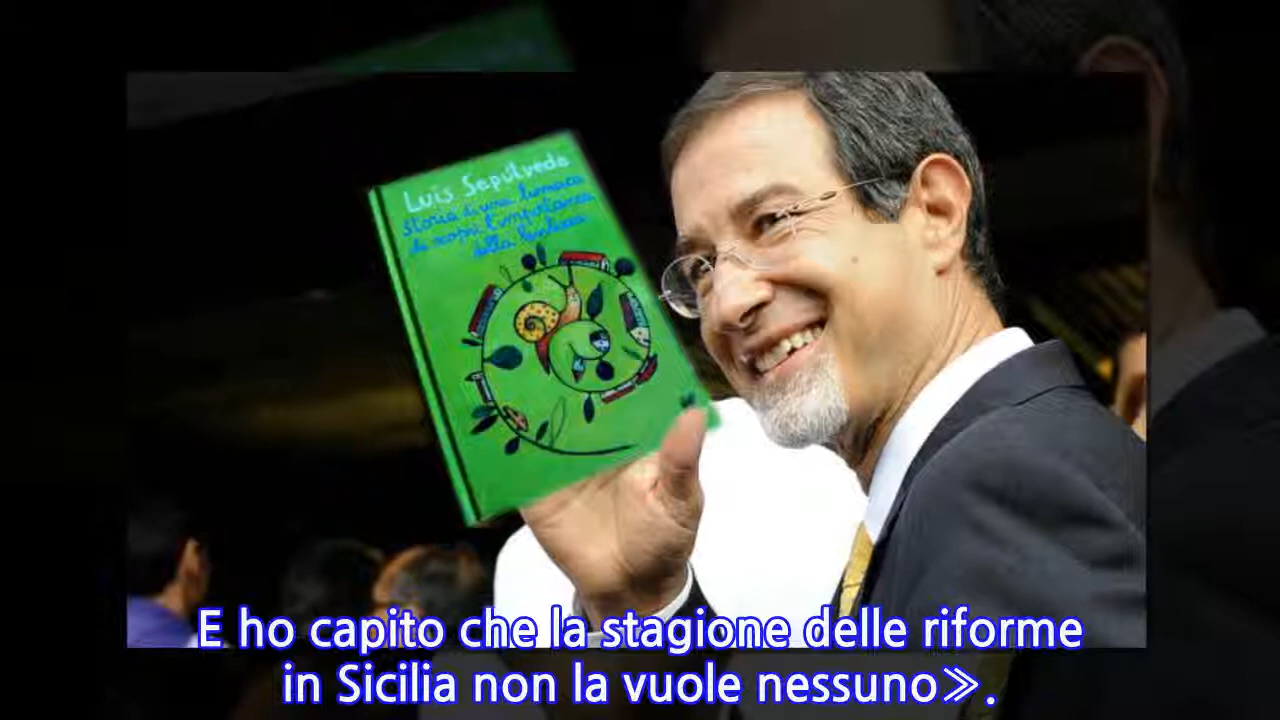 Luis Sepúlveda
storia di una lumaca
che scoprì l'importanza
della lentezza
E ho capito che la stagione delle riforme
in Sicilia non la vuole nessuno».